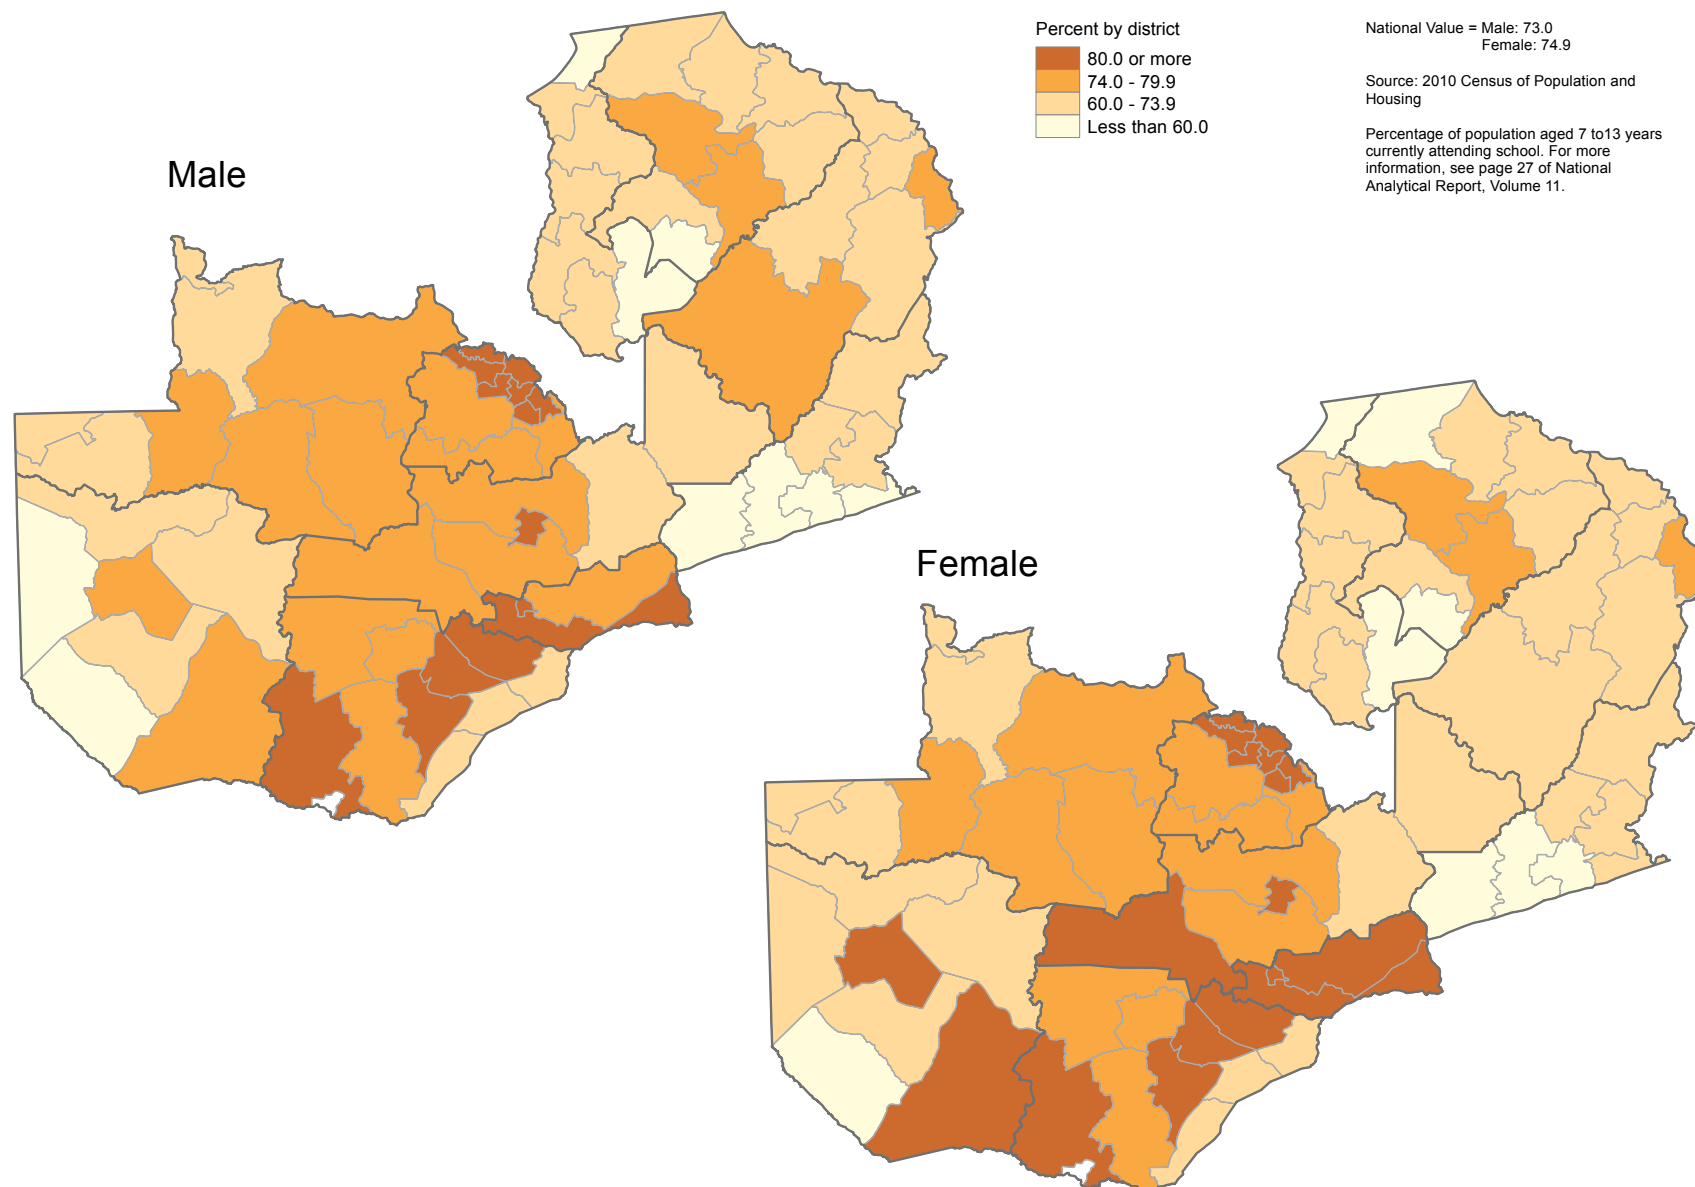 Percent by district
80.0 or more
74.0 - 79.9
60.0 - 73.9
Less than 60.0
National Value = Male: 73.0
Female: 74.9
Source: 2010 Census of Population and
Housing
Percentage of population aged 7 to13 years
currently attending school. For more
information, see page 27 of National
Analytical Report, Volume 11.
Male
Female